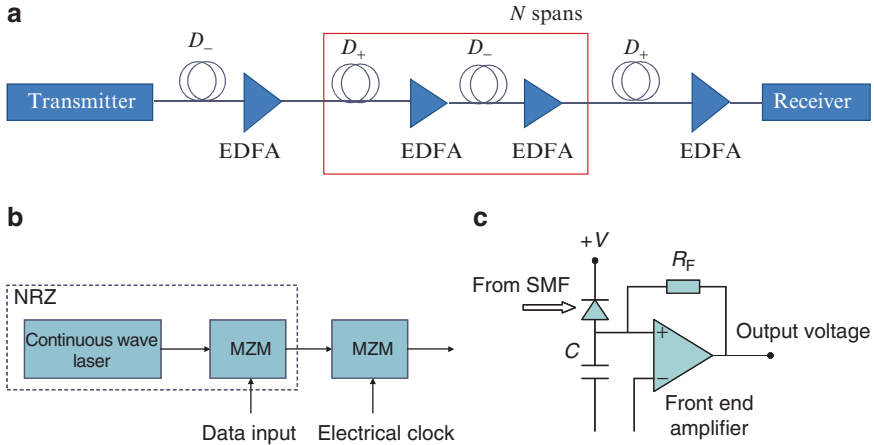 a
N spans
D−
D+
D−
D+
Transmitter
Receiver
EDFA
EDFA
EDFA
EDFA
b
NRZ
Continuous wave
laser
MZM
MZM
Data input
Electrical clock
c
+V
From SMF
RF
C
+
−
Output voltage
Front end
amplifier